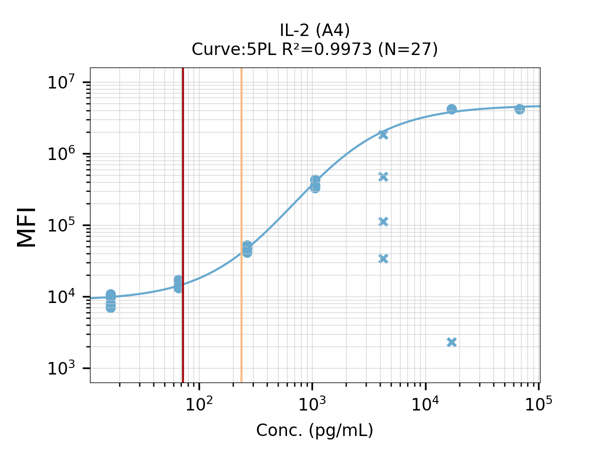 IL-2 (A4)
Curve:5PL R²=0.9973 (N=27)
MFI
10⁷
10⁶
10⁵
10⁴
10³
10² 10³ 10⁴ 10⁵
Conc. (pg/mL)